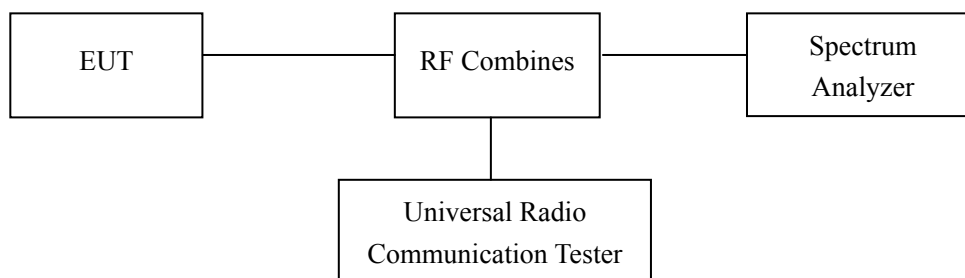 EUT
RF Combines
Spectrum
Analyzer
Universal Radio
Communication Tester